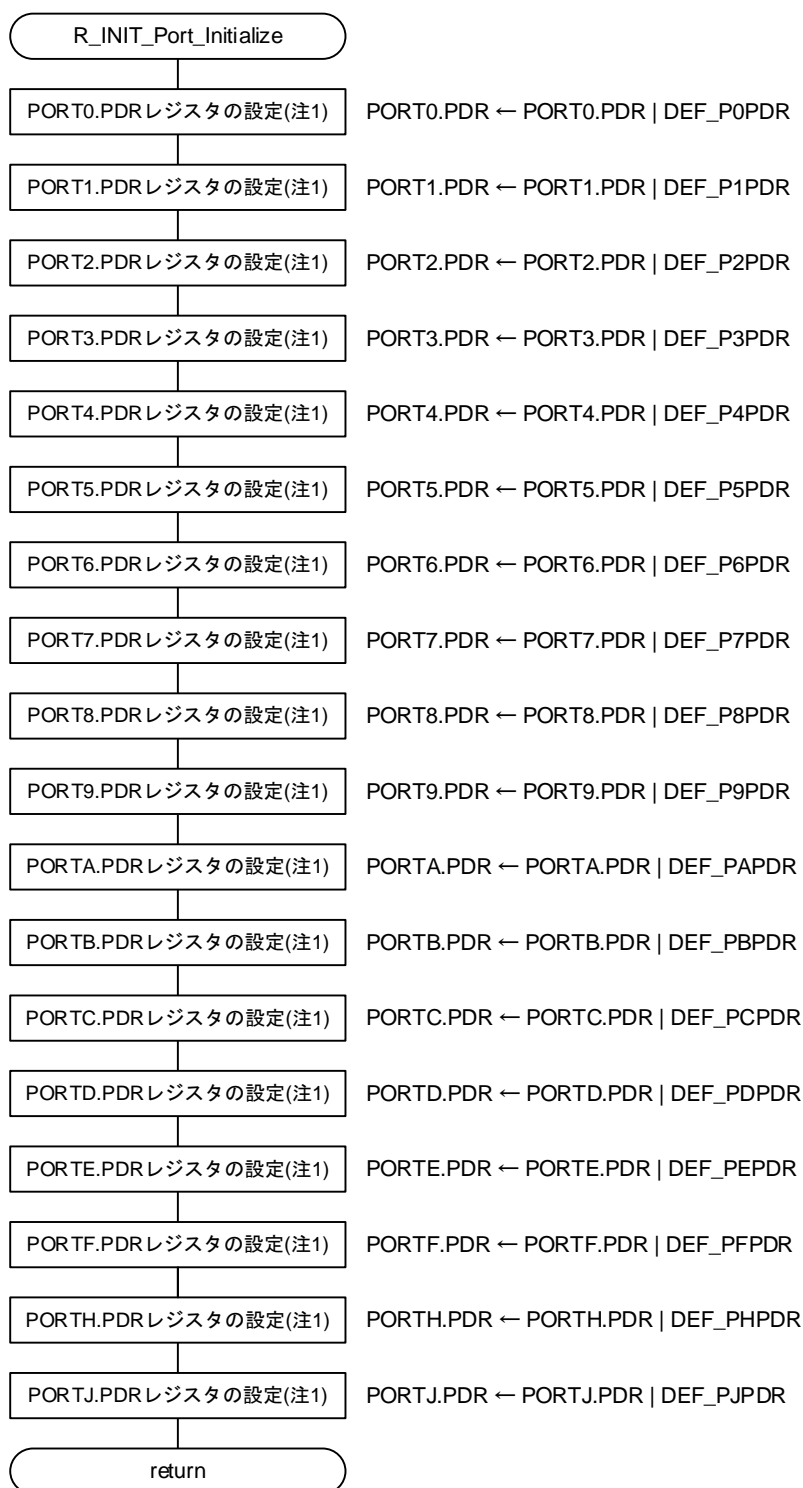 R_INIT_Port_Initialize
PORT0.PDRレジスタの設定(注1) PORT0.PDR ← PORT0.PDR | DEF_P0PDR
PORT1.PDRレジスタの設定(注1) PORT1.PDR ← PORT1.PDR | DEF_P1PDR
PORT2.PDRレジスタの設定(注1) PORT2.PDR ← PORT2.PDR | DEF_P2PDR
PORT3.PDRレジスタの設定(注1) PORT3.PDR ← PORT3.PDR | DEF_P3PDR
PORT4.PDRレジスタの設定(注1) PORT4.PDR ← PORT4.PDR | DEF_P4PDR
PORT5.PDRレジスタの設定(注1) PORT5.PDR ← PORT5.PDR | DEF_P5PDR
PORT6.PDRレジスタの設定(注1) PORT6.PDR ← PORT6.PDR | DEF_P6PDR
PORT7.PDRレジスタの設定(注1) PORT7.PDR ← PORT7.PDR | DEF_P7PDR
PORT8.PDRレジスタの設定(注1) PORT8.PDR ← PORT8.PDR | DEF_P8PDR
PORT9.PDRレジスタの設定(注1) PORT9.PDR ← PORT9.PDR | DEF_P9PDR
PORTA.PDRレジスタの設定(注1) PORTA.PDR ← PORTA.PDR | DEF_PAPDR
PORTB.PDRレジスタの設定(注1) PORTB.PDR ← PORTB.PDR | DEF_PBPDR
PORTC.PDRレジスタの設定(注1) PORTC.PDR ← PORTC.PDR | DEF_PCPDR
PORTD.PDRレジスタの設定(注1) PORTD.PDR ← PORTD.PDR | DEF_PDPDR
PORTE.PDRレジスタの設定(注1) PORTE.PDR ← PORTE.PDR | DEF_PEPDR
PORTF.PDRレジスタの設定(注1) PORTF.PDR ← PORTF.PDR | DEF_PFPDR
PORTH.PDRレジスタの設定(注1) PORTH.PDR ← PORTH.PDR | DEF_PHPDR
PORTJ.PDRレジスタの設定(注1) PORTJ.PDR ← PORTJ.PDR | DEF_PJPDR
return